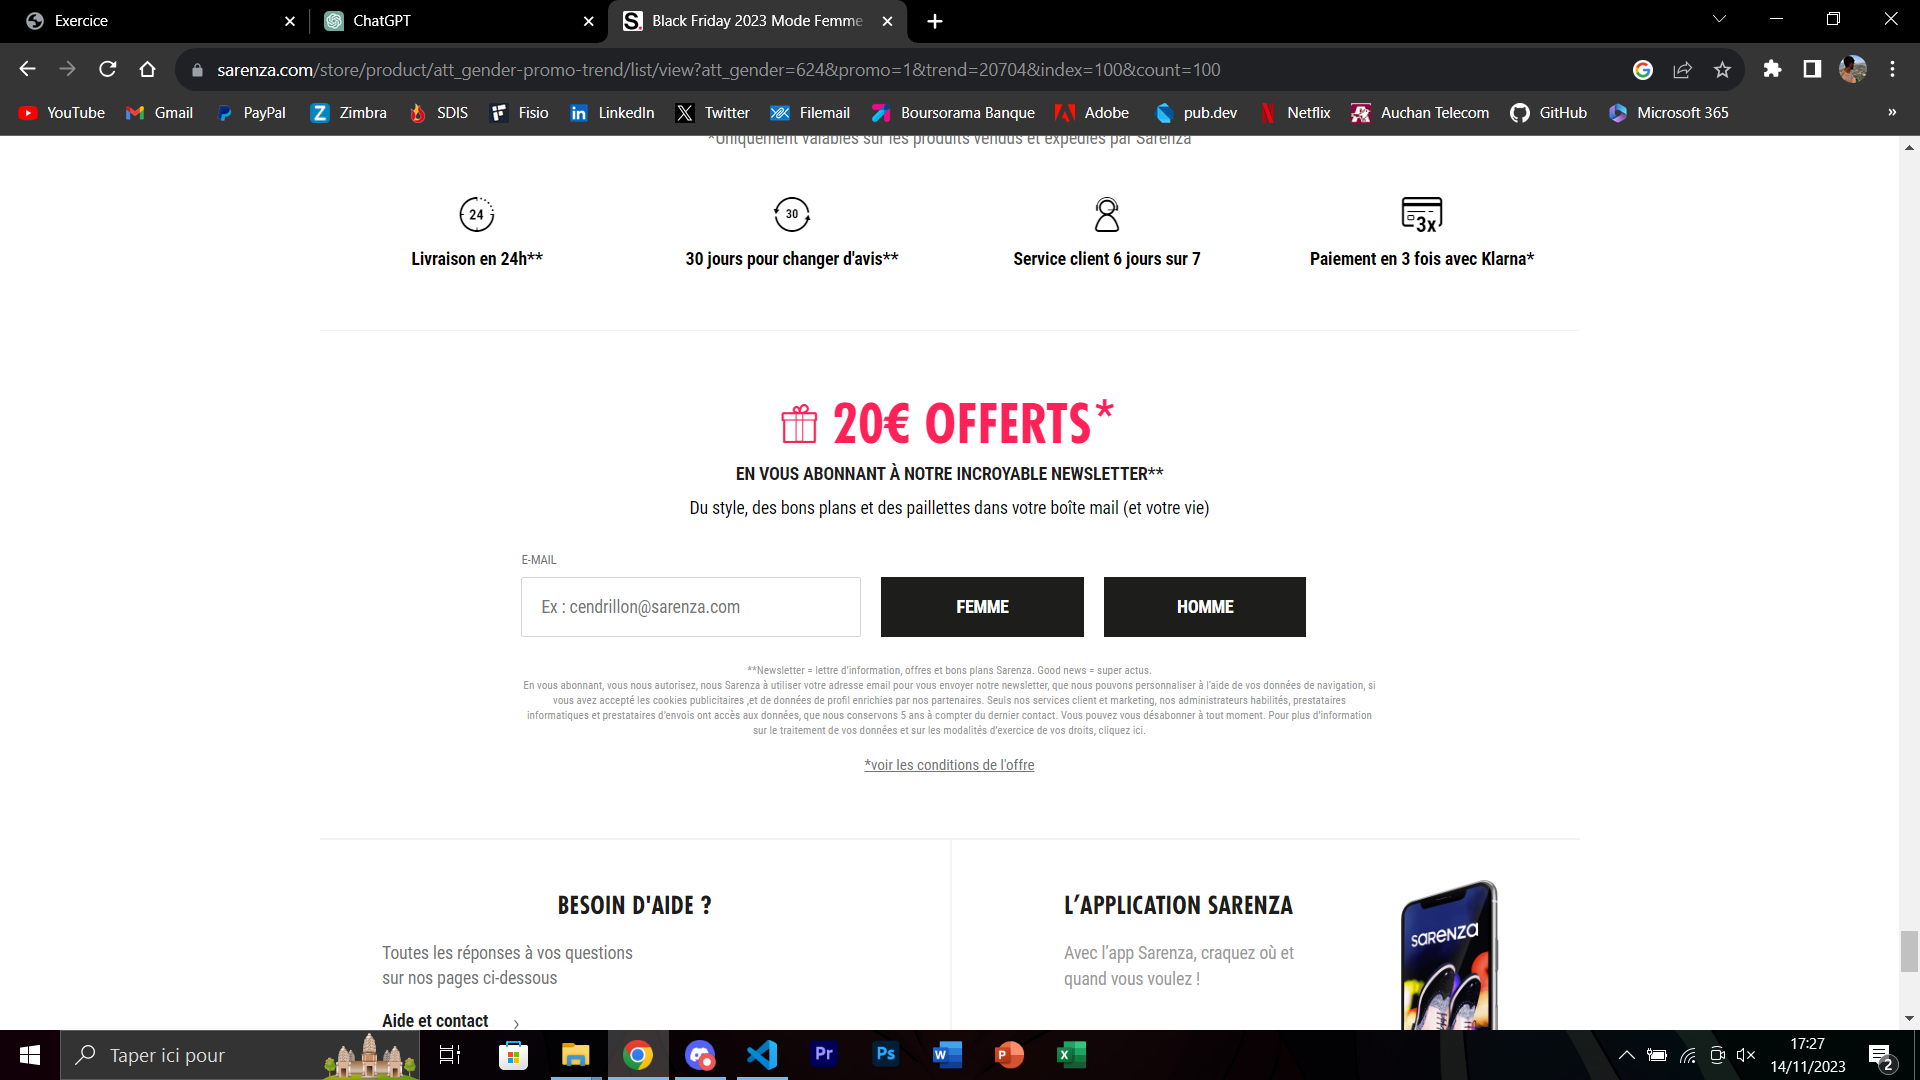 Exercice
ChatGPT
S. Black Friday 2023 Mode Femme
sarenza.com/store/product/att_gender-promo-trend/list/view?att_gender=624&promo=1&trend=20704&index=100&count=100
YouTube Gmail PayPal Zimbra SDIS Fisio LinkedIn Twitter Filemail Boursorama Banque Adobe pub.dev Netflix Auchan Telecom GitHub Microsoft 365 »
*Uniquement valables sur les produits vendus et expédiés par Sarenza
24 30 3x
Livraison en 24h** 30 jours pour changer d'avis** Service client 6 jours sur 7 Paiement en 3 fois avec Klarna*
20€ OFFERTS*
EN VOUS ABONNANT À NOTRE INCROYABLE NEWSLETTER**
Du style, des bons plans et des paillettes dans votre boîte mail (et votre vie)
E-MAIL
Ex : cendrillon@sarenza.com FEMME HOMME
**Newsletter = lettre d'information, offres et bons plans Sarenza. Good news = super actus.
En vous abonnant, vous nous autorisez, nous Sarenza à utiliser votre adresse email pour vous envoyer notre newsletter, que nous pouvons personnaliser à l'aide de vos données de navigation, si
vous avez accepté les cookies publicitaires ,et de données de profil enrichies par nos partenaires. Seuls nos services client et marketing, nos administrateurs habilités, prestataires
informatiques et prestataires d'envois ont accès aux données, que nous conservons 5 ans à compter du dernier contact. Vous pouvez vous désabonner à tout moment. Pour plus d'information
sur le traitement de vos données et sur les modalités d'exercice de vos droits, cliquez ici.
*voir les conditions de l'offre
BESOIN D'AIDE ?
Toutes les réponses à vos questions
sur nos pages ci-dessous
Aide et contact
L'APPLICATION SARENZA
Avec l'app Sarenza, craquez où et
quand vous voulez !
sarenza
Taper ici pour
Pr Ps W P X
17:27
14/11/2023
2